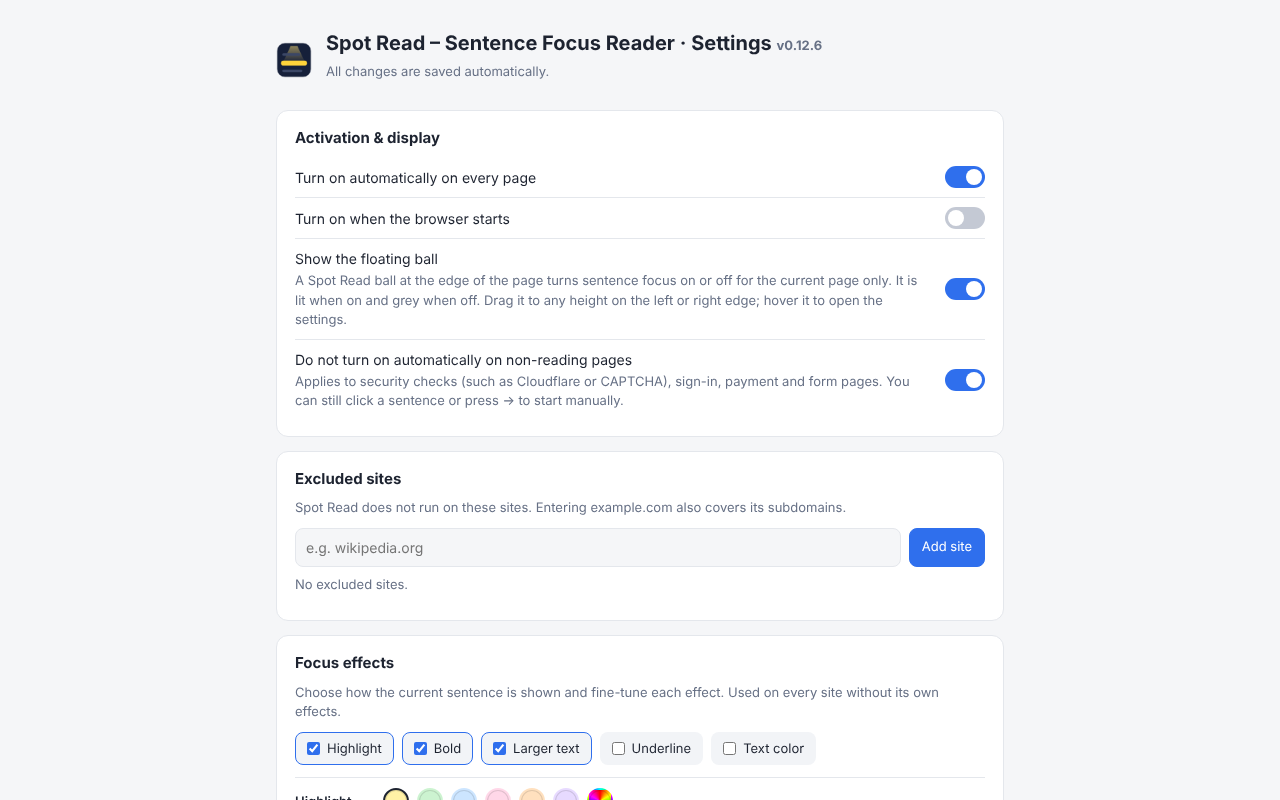 Spot Read – Sentence Focus Reader · Settings v0.12.6
All changes are saved automatically.
Activation & display
Turn on automatically on every page
Turn on when the browser starts
Show the floating ball
A Spot Read ball at the edge of the page turns sentence focus on or off for the current page only. It is
lit when on and grey when off. Drag it to any height on the left or right edge; hover it to open the
settings.
Do not turn on automatically on non-reading pages
Applies to security checks (such as Cloudflare or CAPTCHA), sign-in, payment and form pages. You
can still click a sentence or press → to start manually.
Excluded sites
Spot Read does not run on these sites. Entering example.com also covers its subdomains.
e.g. wikipedia.org
Add site
No excluded sites.
Focus effects
Choose how the current sentence is shown and fine-tune each effect. Used on every site without its own
effects.
Highlight Bold Larger text Underline Text color
Highlight